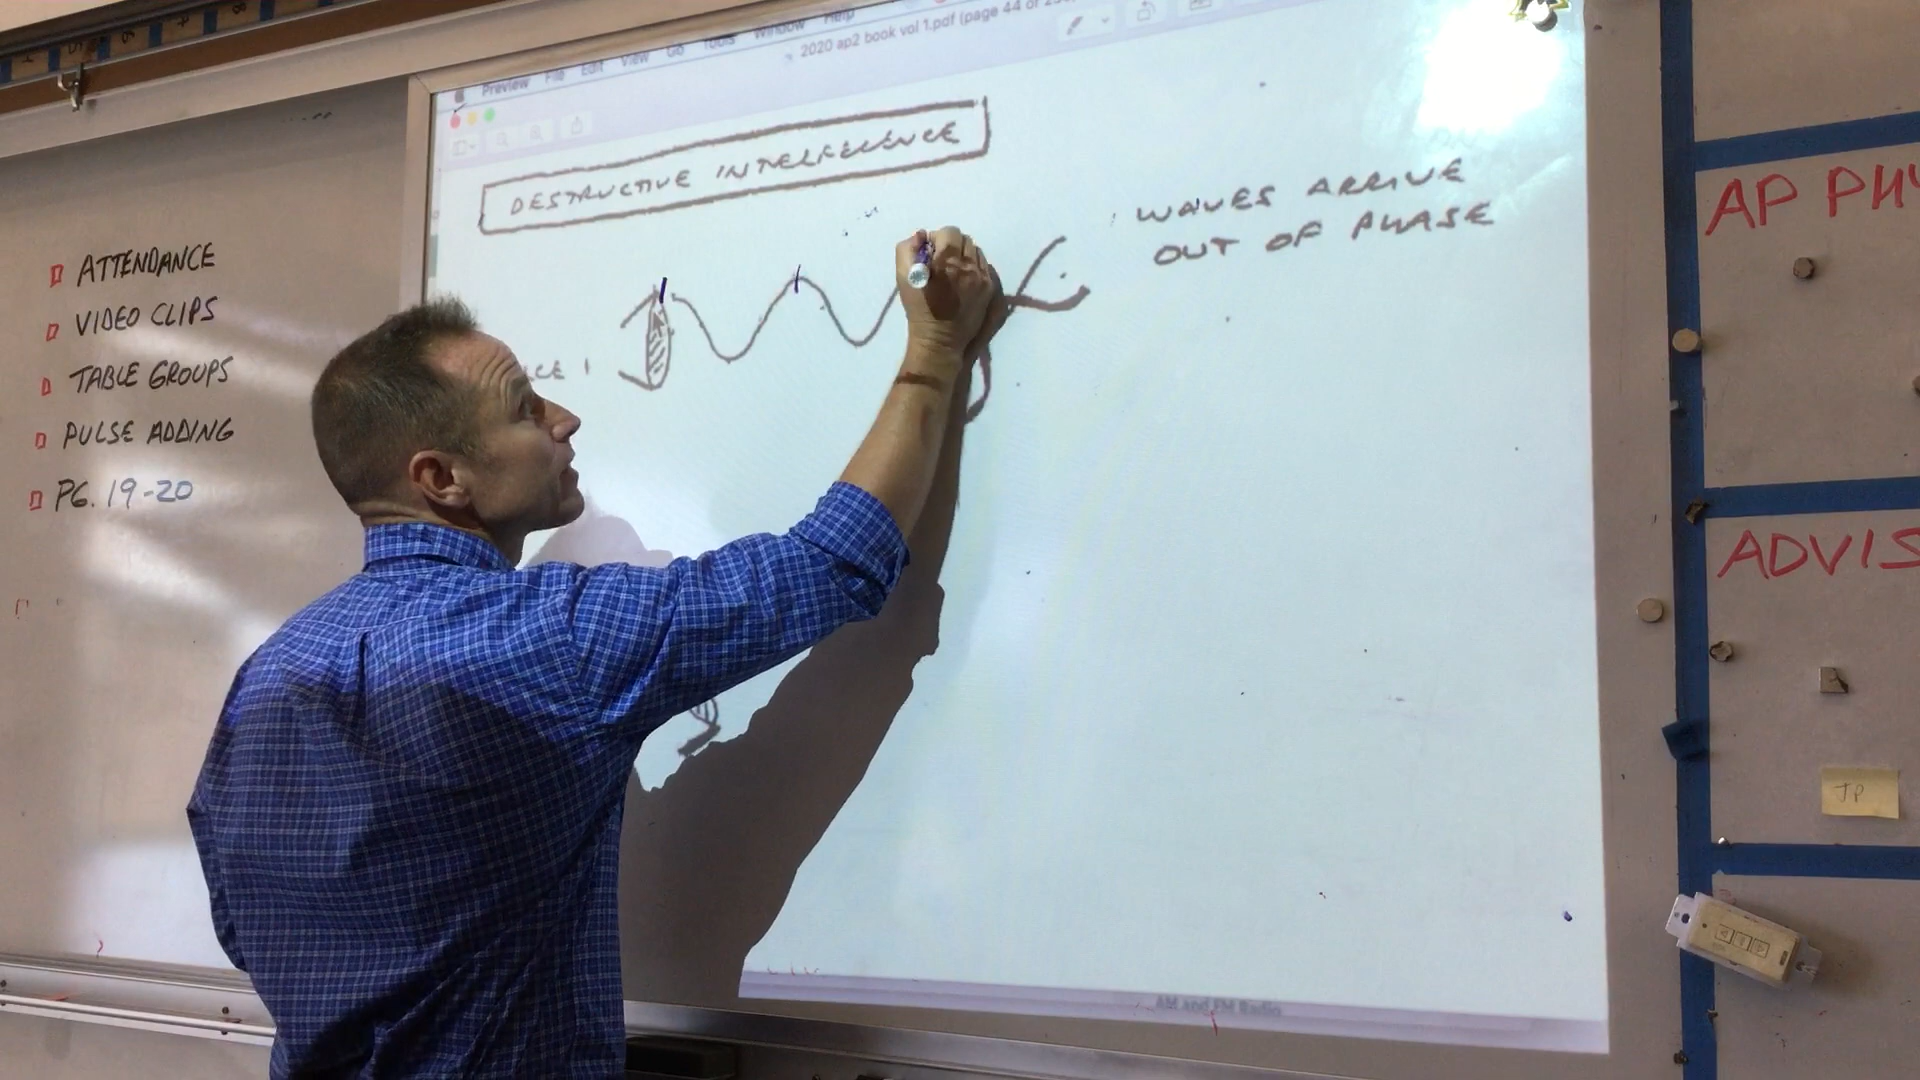 Preview File Edit View Go Tools Window Help
2020 ap2 book vol 1.pdf (page 44 of
DESTRUCTIVE INTERFERENCE
WAVES ARRIVE
OUT OF PHASE
1
ATTENDANCE
VIDEO CLIPS
TABLE GROUPS
PULSE ADDING
PG. 19-20
AP PHY
ADVIS
JP
AM and FM Radio